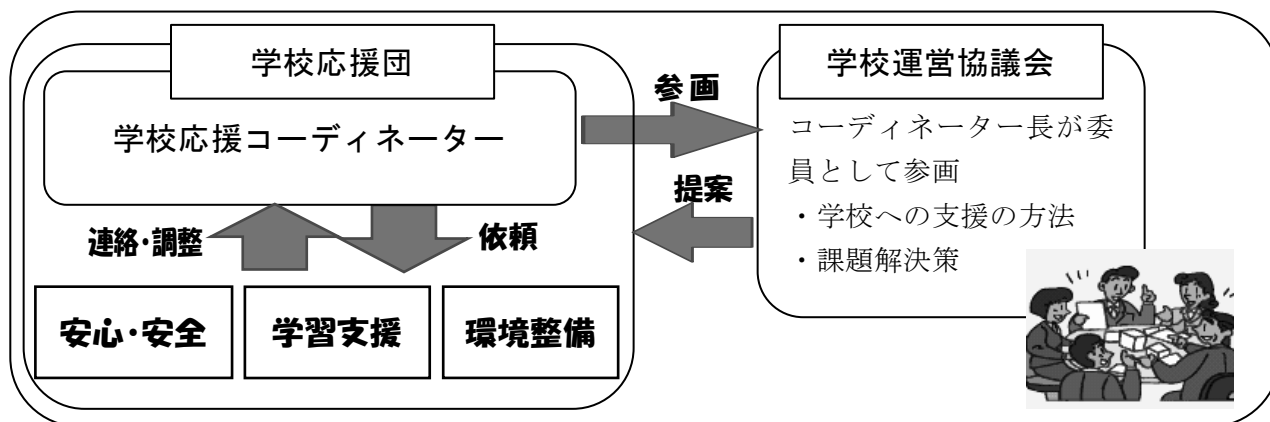 学校応援団
学校応援コーディネーター
連絡・調整
依頼
安心・安全
学習支援
環境整備
参画
提案
学校運営協議会
コーディネーター長が委
員として参画
・学校への支援の方法
・課題解決策